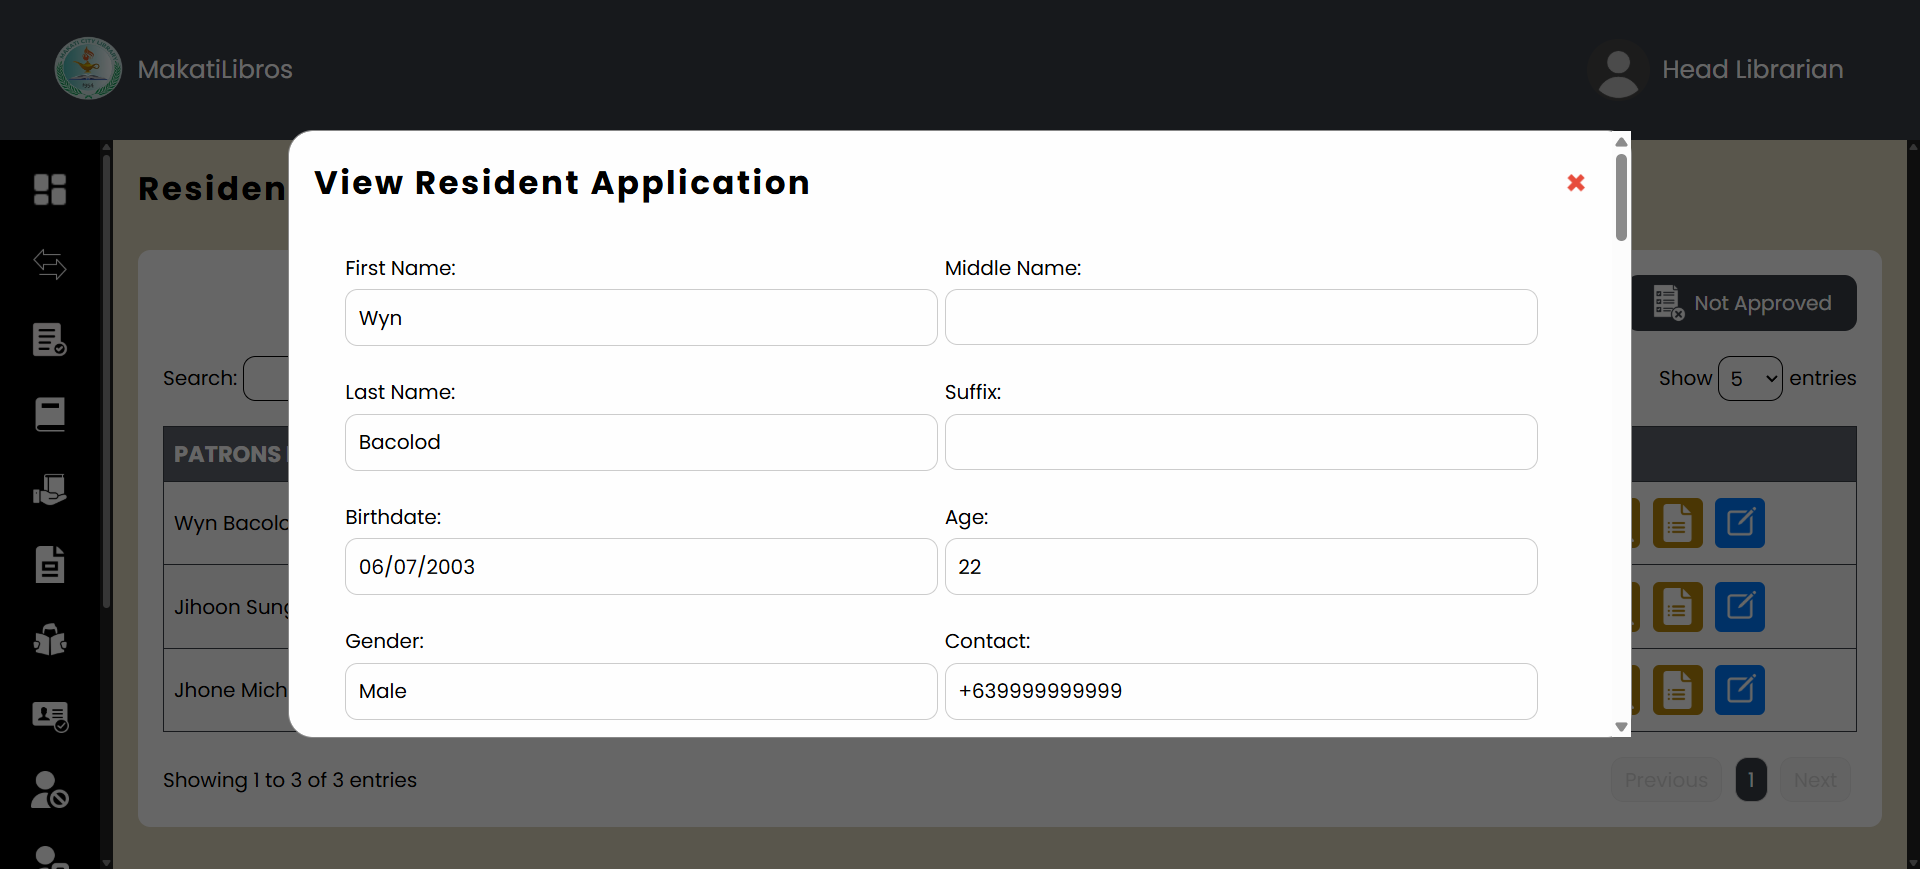 MakatiLibros
Head Librarian
Residen
View Resident Application
First Name:
Middle Name:
Wyn
Not Approved
Search:
Last Name:
Suffix:
Show 5 entries
Bacolod
PATRONS
Birthdate:
Age:
Wyn Bacolo
06/07/2003
22
Jihoon Sung
Gender:
Contact:
Jhone Mich
Male
+639999999999
Showing 1 to 3 of 3 entries
Previous 1 Next